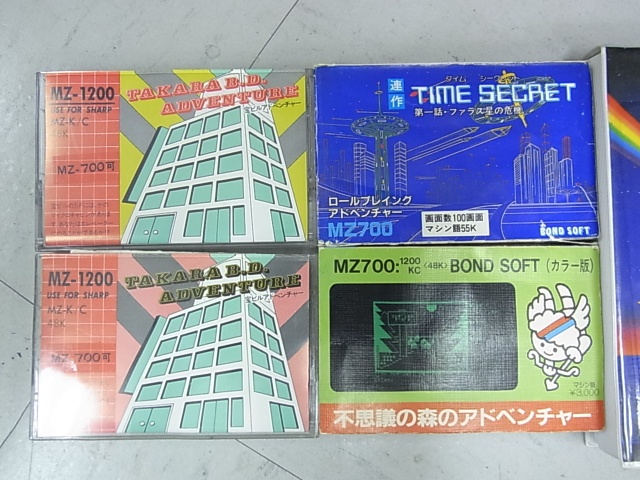 MZ-1200
USE FOR SHARP
MZ-K/C
48K
MZ-700可
TAKARA B.D.
ADVENTURE
宝ビルアドベンチャー
連作
タイム シークレット
TIME SECRET
第一話・ファラス星の危機
ロールプレイング
アドベンチャー
MZ700
画面数100画面
マシン語55K
BOND SOFT
MZ-1200
USE FOR SHARP
MZ-K/C
48K
MZ-700可
TAKARA B.D.
ADVENTURE
宝ビルアドベンチャー
MZ700:1200
KC
<48K> BOND SOFT (カラー版)
マシン語
¥3,000
不思議の森のアドベンチャー